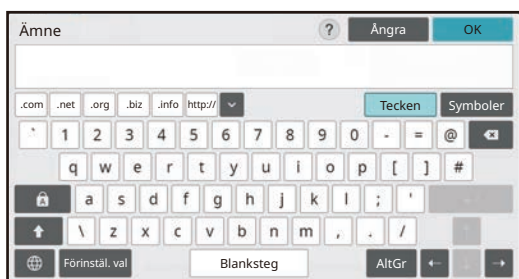 Ämne ? Ångra OK
.com .net .org .biz .info http:// Tecken Symboler
` 1 2 3 4 5 6 7 8 9 0 - = @
q w e r t y u i o p [ ] #
A a s d f g h j k l ; '
\ z x c v b n m , . /
Förinstäl. val Blanksteg AltGr